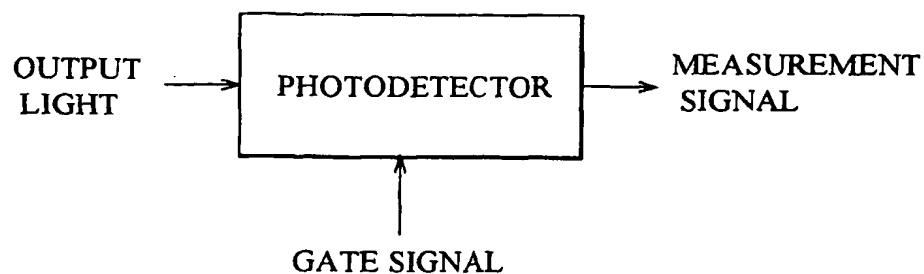 OUTPUT
LIGHT
PHOTODETECTOR
MEASUREMENT
SIGNAL
GATE SIGNAL